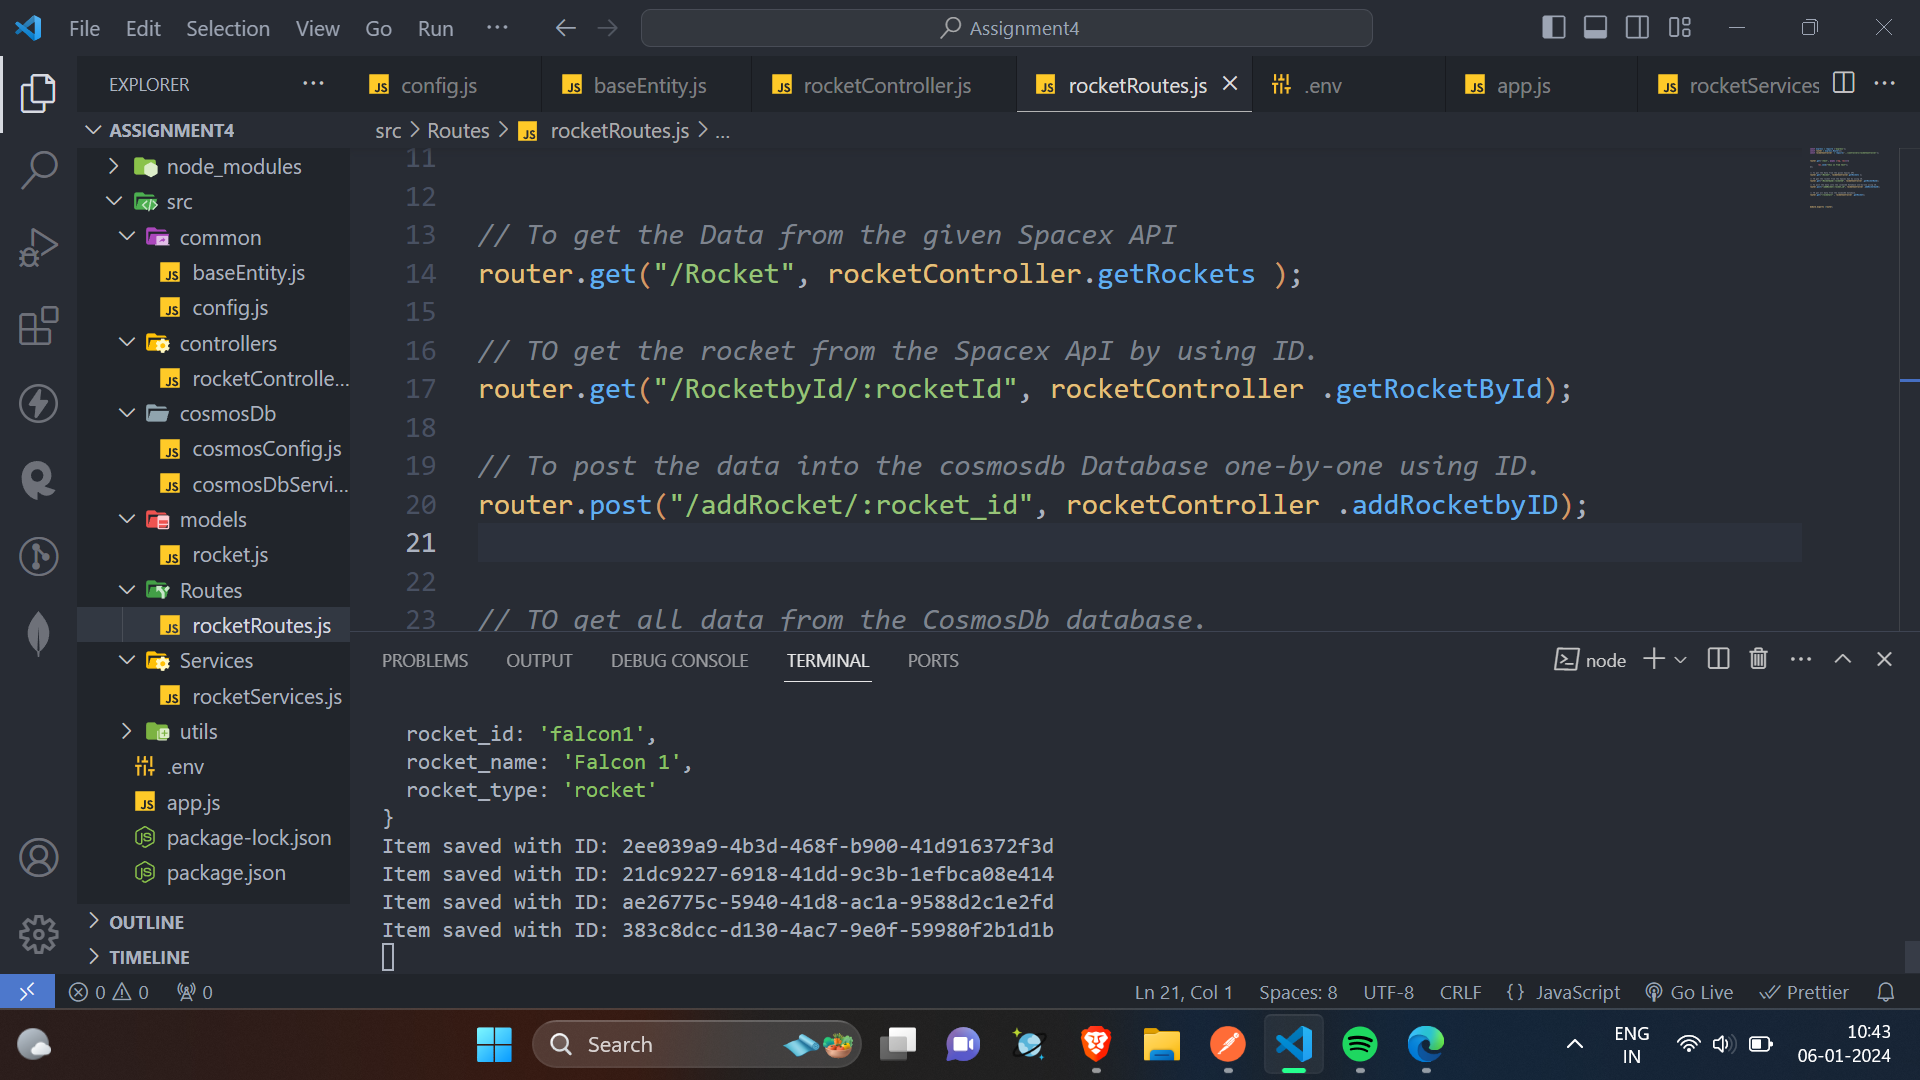 File Edit Selection View Go Run ··· Assignment4
EXPLORER ···
config.js baseEntity.js rocketController.js rocketRoutes.js .env app.js rocketServices ···
ASSIGNMENT4
src > Routes > JS rocketRoutes.js > ...
node_modules
src
common
JS baseEntity.js
JS config.js
controllers
JS rocketControlle...
cosmosDb
JS cosmosConfig.js
JS cosmosDbServi...
models
JS rocket.js
Routes
JS rocketRoutes.js
Services
JS rocketServices.js
utils
.env
JS app.js
package-lock.json
package.json
OUTLINE
TIMELINE
11
12
13 // To get the Data from the given Spacex API
14 router.get("/Rocket", rocketController.getRockets );
15
16 // TO get the rocket from the Spacex ApI by using ID.
17 router.get("/RocketbyId/:rocketId", rocketController .getRocketById);
18
19 // To post the data into the cosmosdb Database one-by-one using ID.
20 router.post("/addRocket/:rocket_id", rocketController .addRocketbyID);
21
22
23 // TO get all data from the CosmosDb database.
PROBLEMS OUTPUT DEBUG CONSOLE TERMINAL PORTS node
rocket_id: 'falcon1',
rocket_name: 'Falcon 1',
rocket_type: 'rocket'
}
Item saved with ID: 2ee039a9-4b3d-468f-b900-41d916372f3d
Item saved with ID: 21dc9227-6918-41dd-9c3b-1efbca08e414
Item saved with ID: ae26775c-5940-41d8-ac1a-9588d2c1e2fd
Item saved with ID: 383c8dcc-d130-4ac7-9e0f-59980f2b1d1b
0 0 0 Ln 21, Col 1 Spaces: 8 UTF-8 CRLF {} JavaScript Go Live Prettier
Search
ENG
IN
10:43
06-01-2024